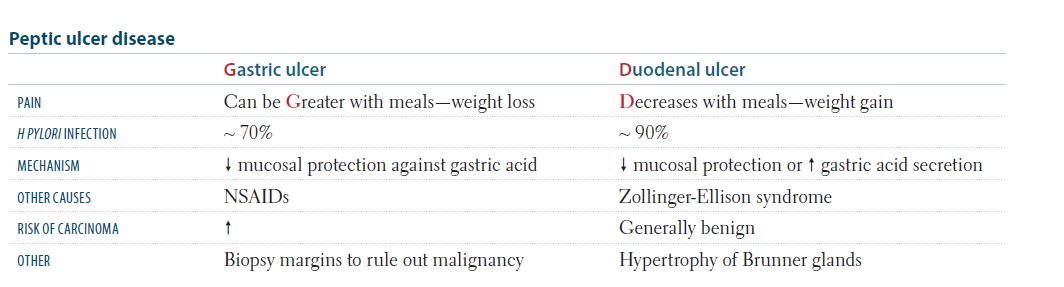 Peptic ulcer disease
Gastric ulcer Duodenal ulcer
PAIN Can be Greater with meals—weight loss Decreases with meals—weight gain
H PYLORI INFECTION ~ 70% ~ 90%
MECHANISM ↓ mucosal protection against gastric acid ↓ mucosal protection or ↑ gastric acid secretion
OTHER CAUSES NSAIDs Zollinger-Ellison syndrome
RISK OF CARCINOMA ↑ Generally benign
OTHER Biopsy margins to rule out malignancy Hypertrophy of Brunner glands